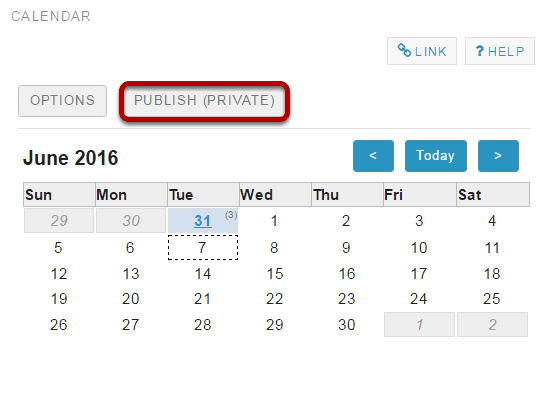 CALENDAR
LINK ? HELP
OPTIONS PUBLISH (PRIVATE)
June 2016 < Today >
Sun Mon Tue Wed Thu Fri Sat
29 30 31 (3) 1 2 3 4
5 6 7 8 9 10 11
12 13 14 15 16 17 18
19 20 21 22 23 24 25
26 27 28 29 30 1 2